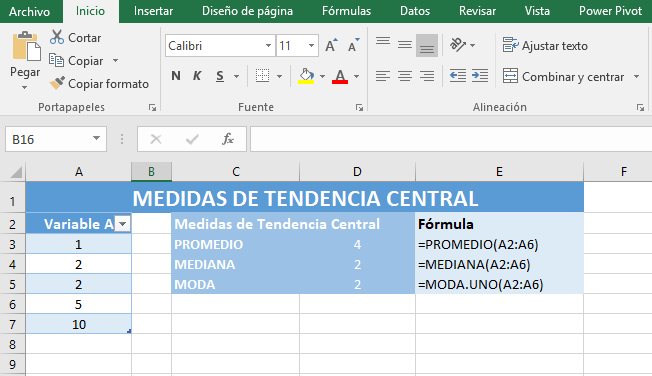 Archivo Inicio Insertar Diseño de página Fórmulas Datos Revisar Vista Power Pivot
Pegar
Cortar
Copiar
Copiar formato
Portapapeles
Calibri 11
N K S
Fuente
Ajustar texto
Combinar y centrar
Alineación
B16 fx
A B C D E F
1 MEDIDAS DE TENDENCIA CENTRAL
2 Variable A Medidas de Tendencia Central Fórmula
3 1 PROMEDIO 4 =PROMEDIO(A2:A6)
4 2 MEDIANA 2 =MEDIANA(A2:A6)
5 2 MODA 2 =MODA.UNO(A2:A6)
6 5
7 10
8
9